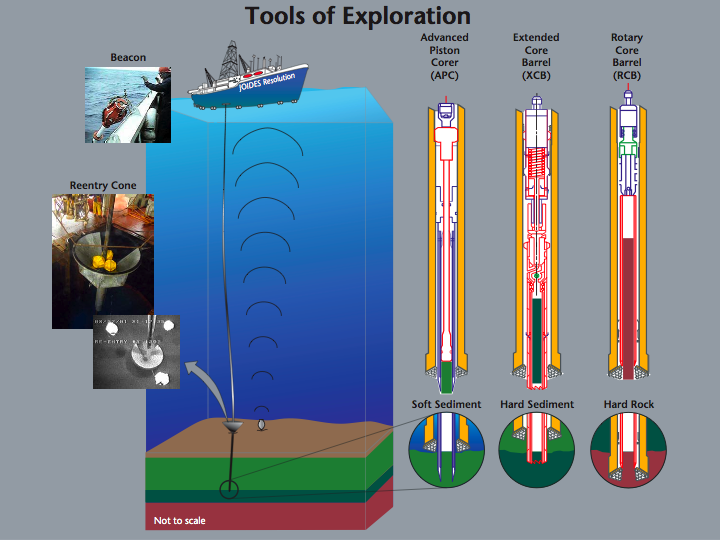 Tools of Exploration
Beacon
JOIDES Resolution
Advanced
Piston
Corer
(APC)
Extended
Core
Barrel
(XCB)
Rotary
Core
Barrel
(RCB)
Reentry Cone
RE-ENTRY
Soft Sediment
Hard Sediment
Hard Rock
Not to scale